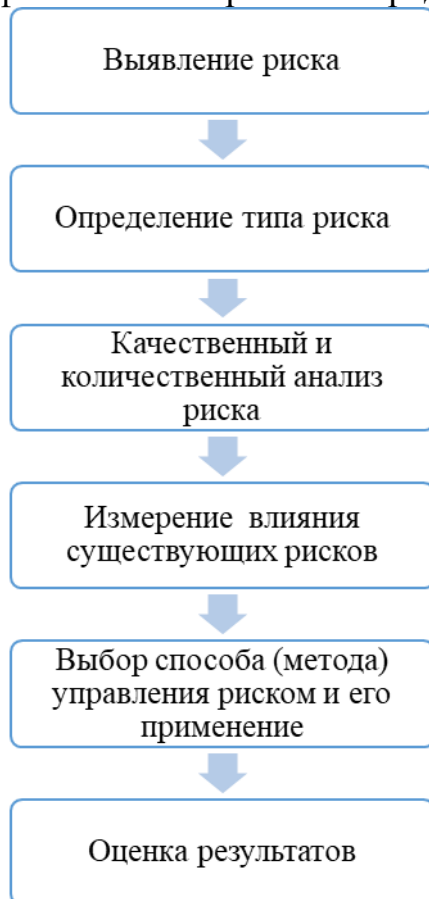 Выявление риска
Определение типа риска
Качественный и
количественный анализ
риска
Измерение влияния
существующих рисков
Выбор способа (метода)
управления риском и его
применение
Оценка результатов